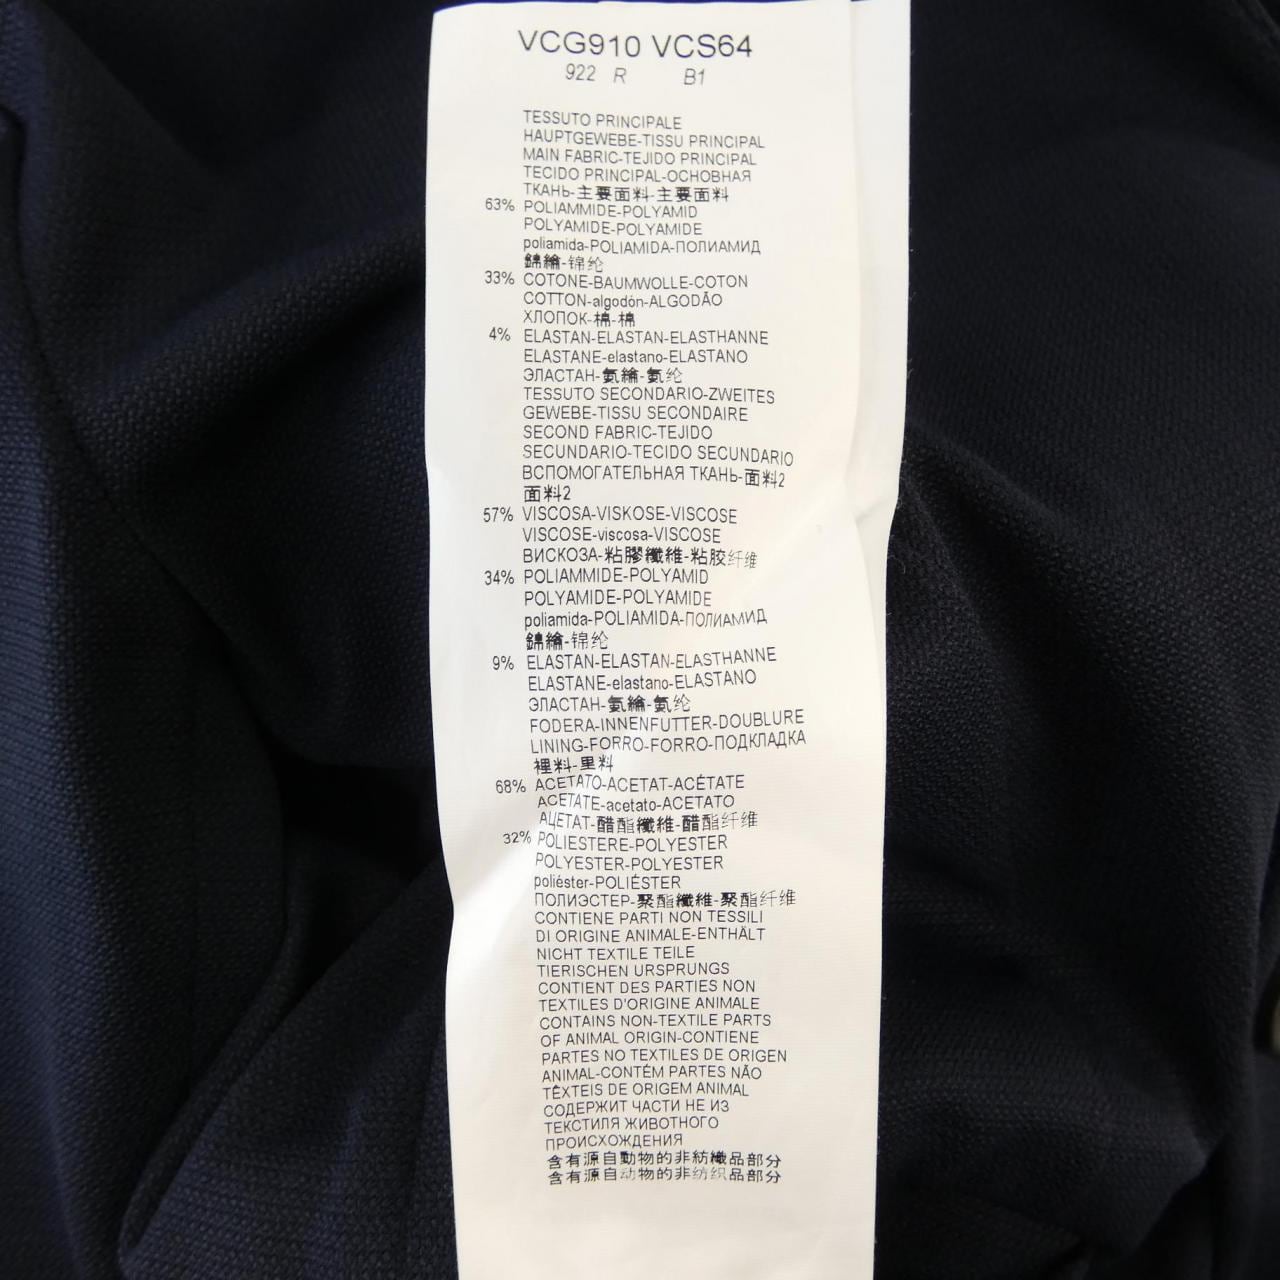 VCG910 VCS64
922 R B1
TESSUTO PRINCIPALE
HAUPTGEWEBE-TISSU PRINCIPAL
MAIN FABRIC-TEJIDO PRINCIPAL
TECIDO PRINCIPAL-ОСНОВНАЯ
ТКАНЬ-主要面料-主要面料
63% POLIAMMIDE-POLYAMID
POLYAMIDE-POLYAMIDE
poliamida-POLIAMIDA-ПОЛИАМИД
錦綸-锦纶
33% COTONE-BAUMWOLLE-COTON
COTTON-algodón-ALGODÃO
ХЛОПОК-棉-棉
4% ELASTAN-ELASTAN-ELASTHANNE
ELASTANE-elastano-ELASTANO
ЭЛАСТАН-氨綸-氨纶
TESSUTO SECONDARIO-ZWEITES
GEWEBE-TISSU SECONDAIRE
SECOND FABRIC-TEJIDO
SECUNDARIO-TECIDO SECUNDARIO
ВСПОМОГАТЕЛЬНАЯ ТКАНЬ-面料2
面料2
57% VISCOSA-VISKOSE-VISCOSE
VISCOSE-viscosa-VISCOSE
ВИСКОЗА-粘膠纖維-粘胶纤维
34% POLIAMMIDE-POLYAMID
POLYAMIDE-POLYAMIDE
poliamida-POLIAMIDA-ПОЛИАМИД
錦綸-锦纶
9% ELASTAN-ELASTAN-ELASTHANNE
ELASTANE-elastano-ELASTANO
ЭЛАСТАН-氨綸-氨纶
FODERA-INNENFUTTER-DOUBLURE
LINING-FORRO-FORRO-ПОДКЛАДКА
裡料-里料
68% ACETATO-ACETAT-ACÉTATE
ACETATE-acetato-ACETATO
АЦЕТАТ-醋酯纖維-醋酯纤维
32% POLIESTERE-POLYESTER
POLYESTER-POLYESTER
poliéster-POLIÉSTER
ПОЛИЭСТЕР-聚酯纖維-聚酯纤维
CONTIENE PARTI NON TESSILI
DI ORIGINE ANIMALE-ENTHÄLT
NICHT TEXTILE TEILE
TIERISCHEN URSPRUNGS
CONTIENT DES PARTIES NON
TEXTILES D'ORIGINE ANIMALE
CONTAINS NON-TEXTILE PARTS
OF ANIMAL ORIGIN-CONTIENE
PARTES NO TEXTILES DE ORIGEN
ANIMAL-CONTÉM PARTES NÃO
TÊXTEIS DE ORIGEM ANIMAL
СОДЕРЖИТ ЧАСТИ НЕ ИЗ
ТЕКСТИЛЯ ЖИВОТНОГО
ПРОИСХОЖДЕНИЯ
含有源自動物的非紡織品部分
含有源自动物的非纺织品部分